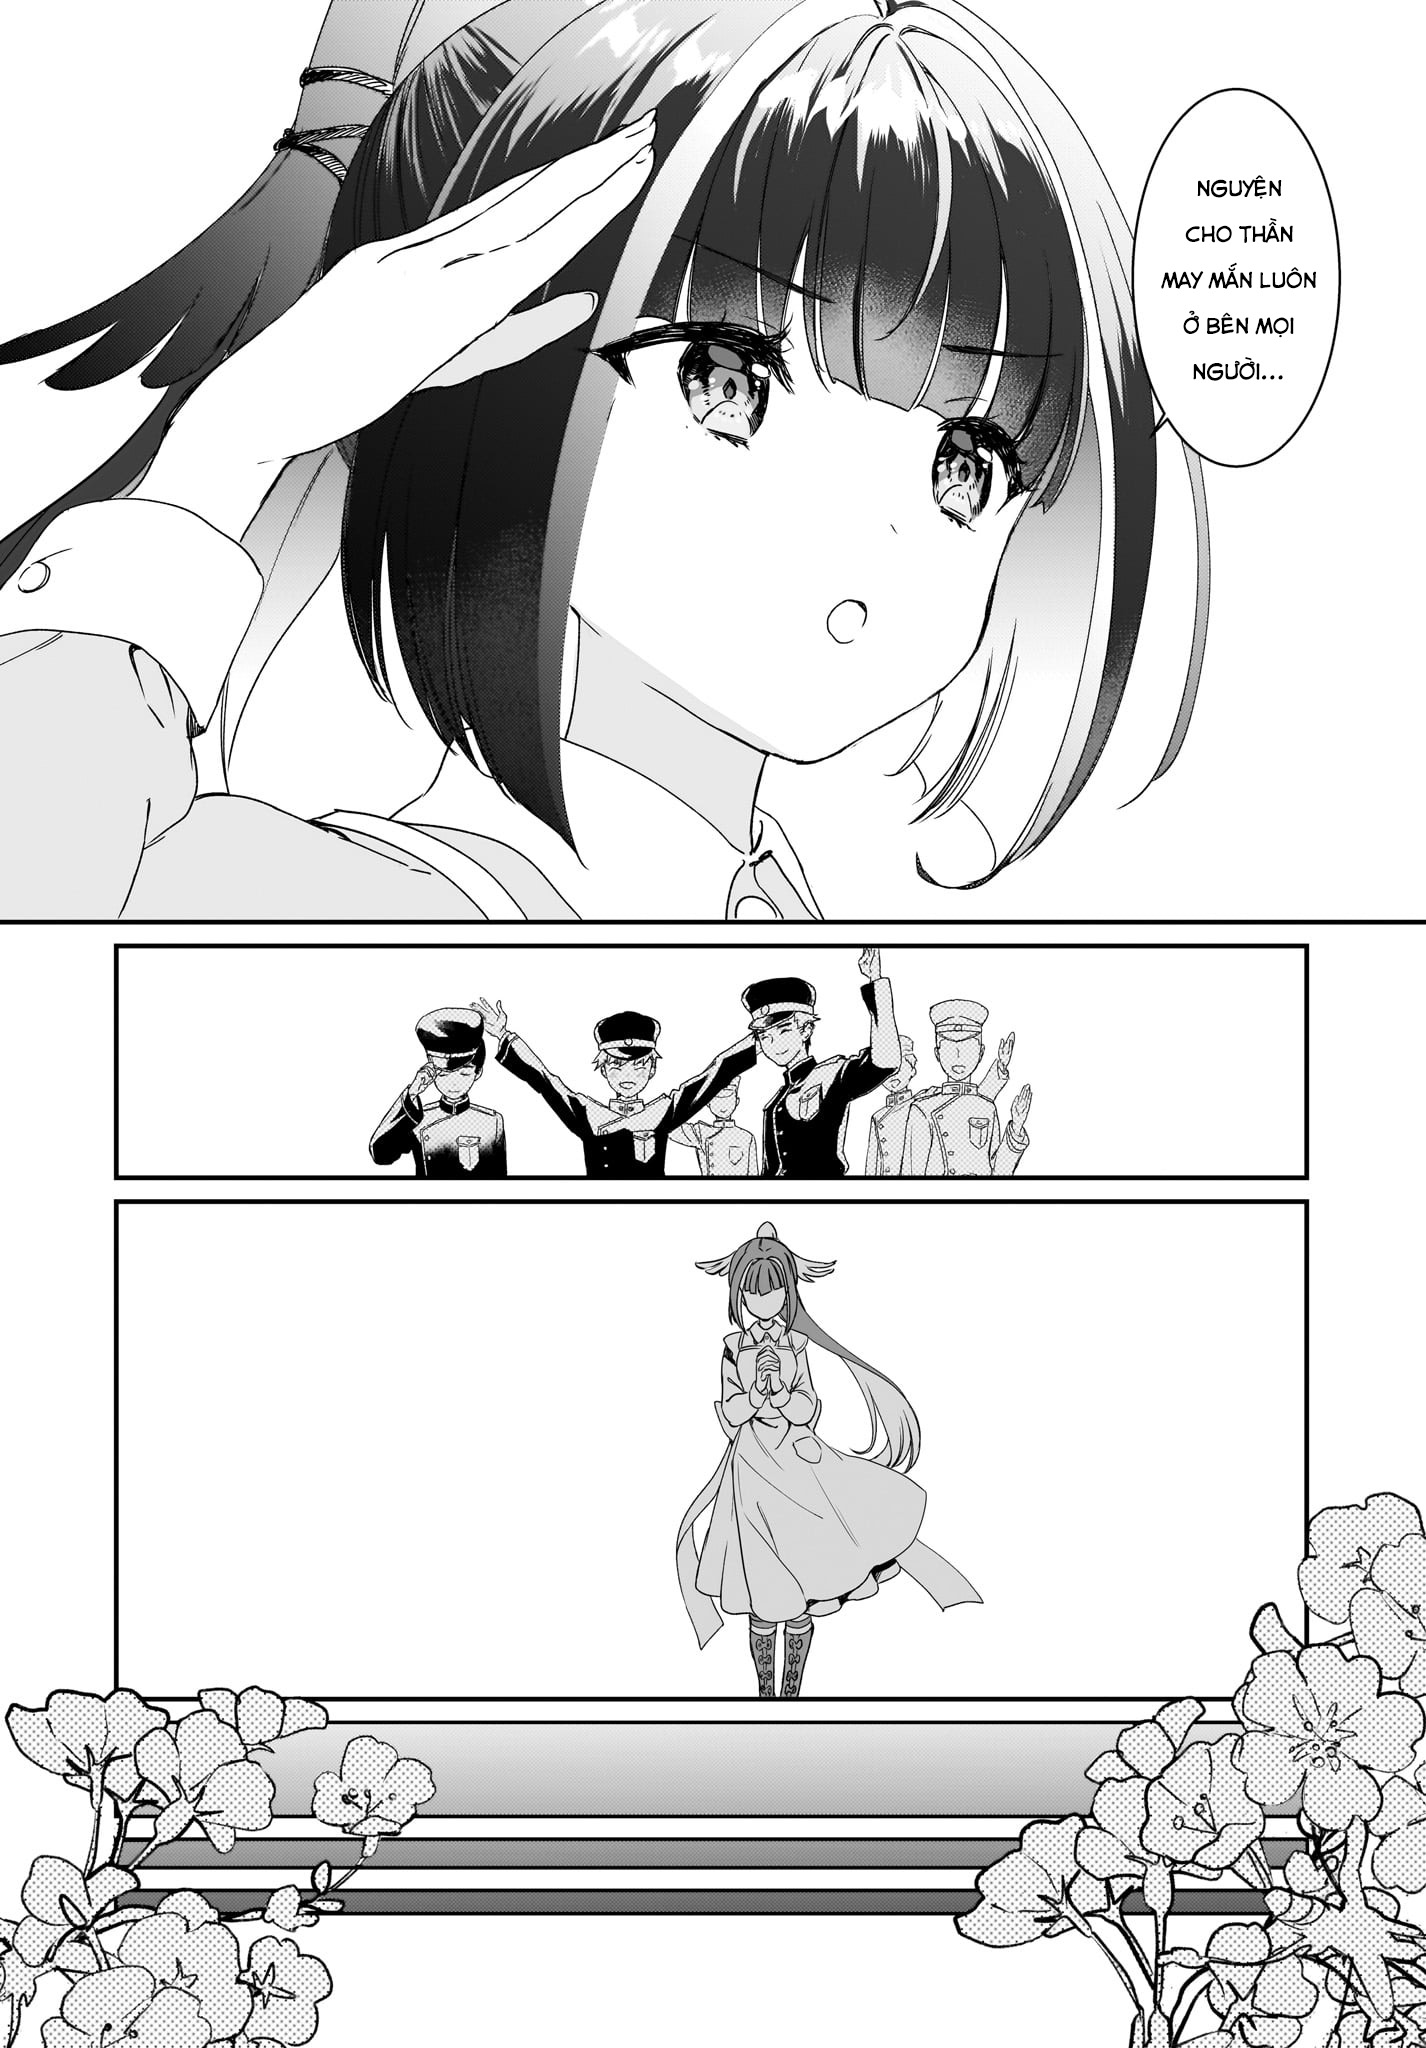 NGUYỆN
CHO THẦN
MAY MẮN LUÔN
Ở BÊN MỌI
NGƯỜI...